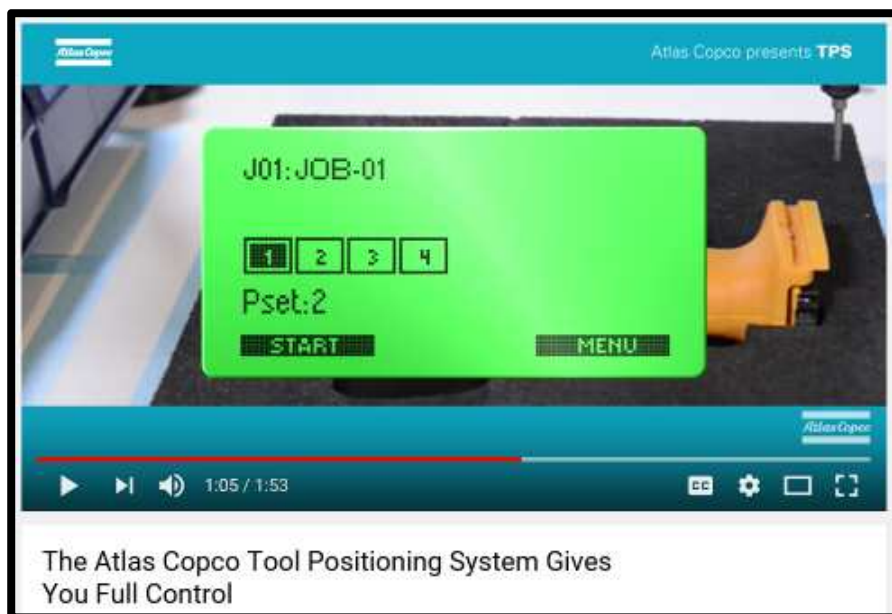 Atlas Copco
Atlas Copco presents TPS
J01:JOB-01
1 2 3 4
Pset:2
START MENU
Atlas Copco
1:05 / 1:53
CC
The Atlas Copco Tool Positioning System Gives
You Full Control